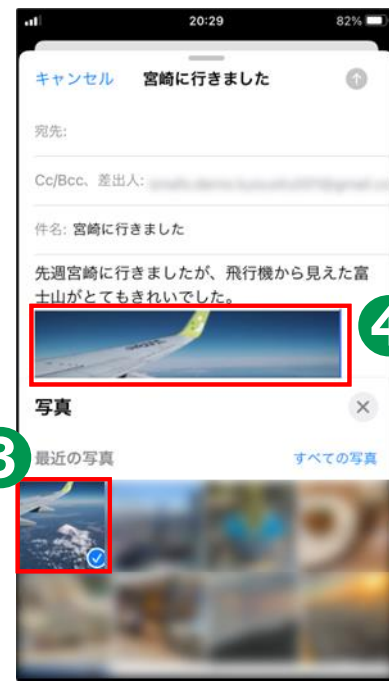 20:29
82%
キャンセル 宮崎に行きました
宛先:
Cc/Bcc、差出人:
件名: 宮崎に行きました
先週宮崎に行きましたが、飛行機から見えた富
士山がとてもきれいでした。
4
写真
3
最近の写真 すべての写真